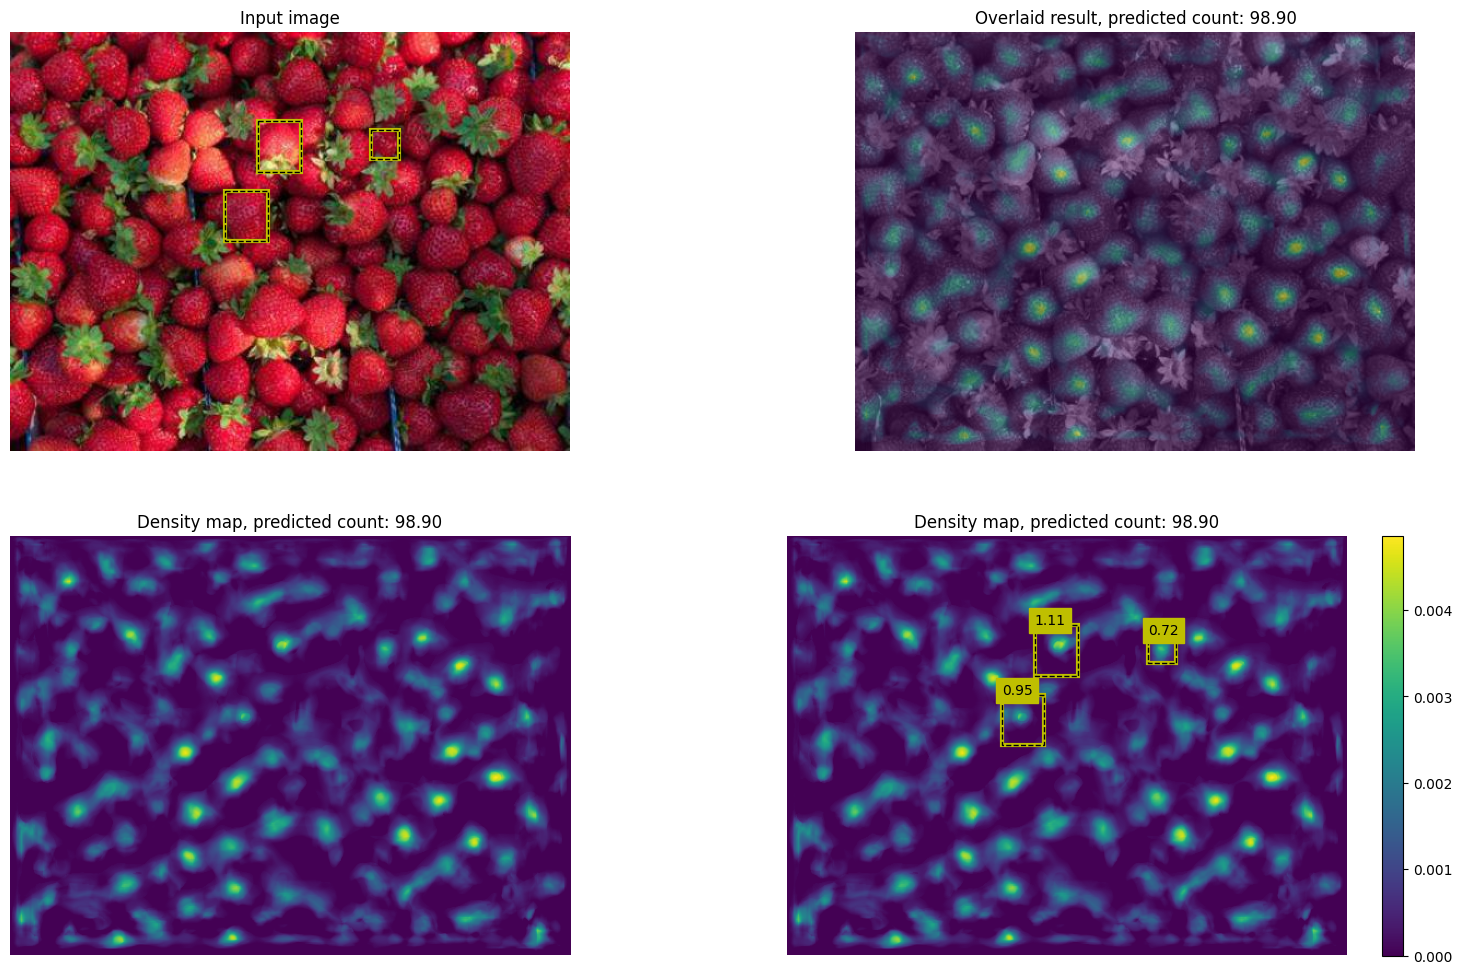 Input image
Overlaid result, predicted count: 98.90
Density map, predicted count: 98.90
Density map, predicted count: 98.90
1.11
0.72
0.95
0.004
0.003
0.002
0.001
0.000